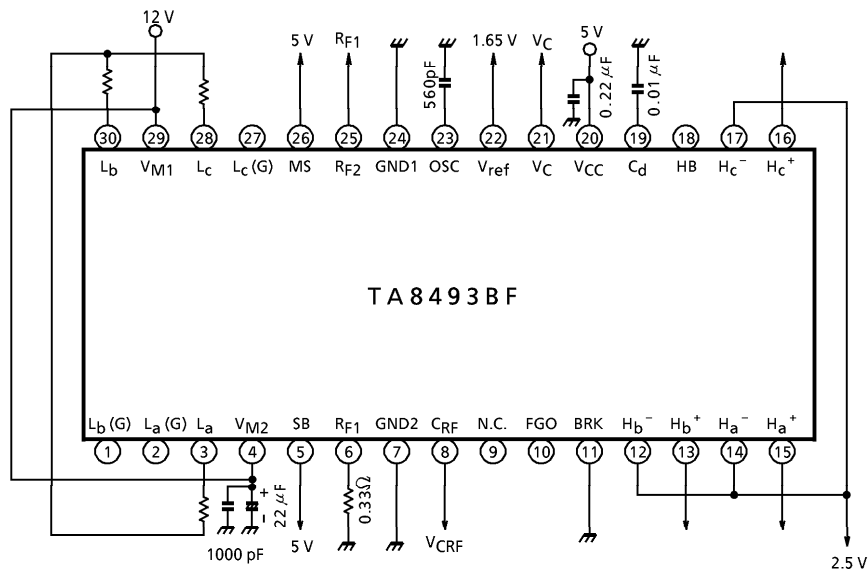 12 V
5 V
RF1
1.65 V
VC
5 V
560pF
0.22 μF
0.01 μF
30 29 28 27 26 25 24 23 22 21 20 19 18 17 16
Lb VM1 Lc Lc (G) MS RF2 GND1 OSC Vref VC VCC Cd HB Hc⁻ Hc⁺
TA8493BF
Lb (G) La (G) La VM2 SB RF1 GND2 CRF N.C. FGO BRK Hb⁻ Hb⁺ Ha⁻ Ha⁺
1 2 3 4 5 6 7 8 9 10 11 12 13 14 15
+
−
22 μF
0.33Ω
1000 pF
5 V
VCRF
2.5 V